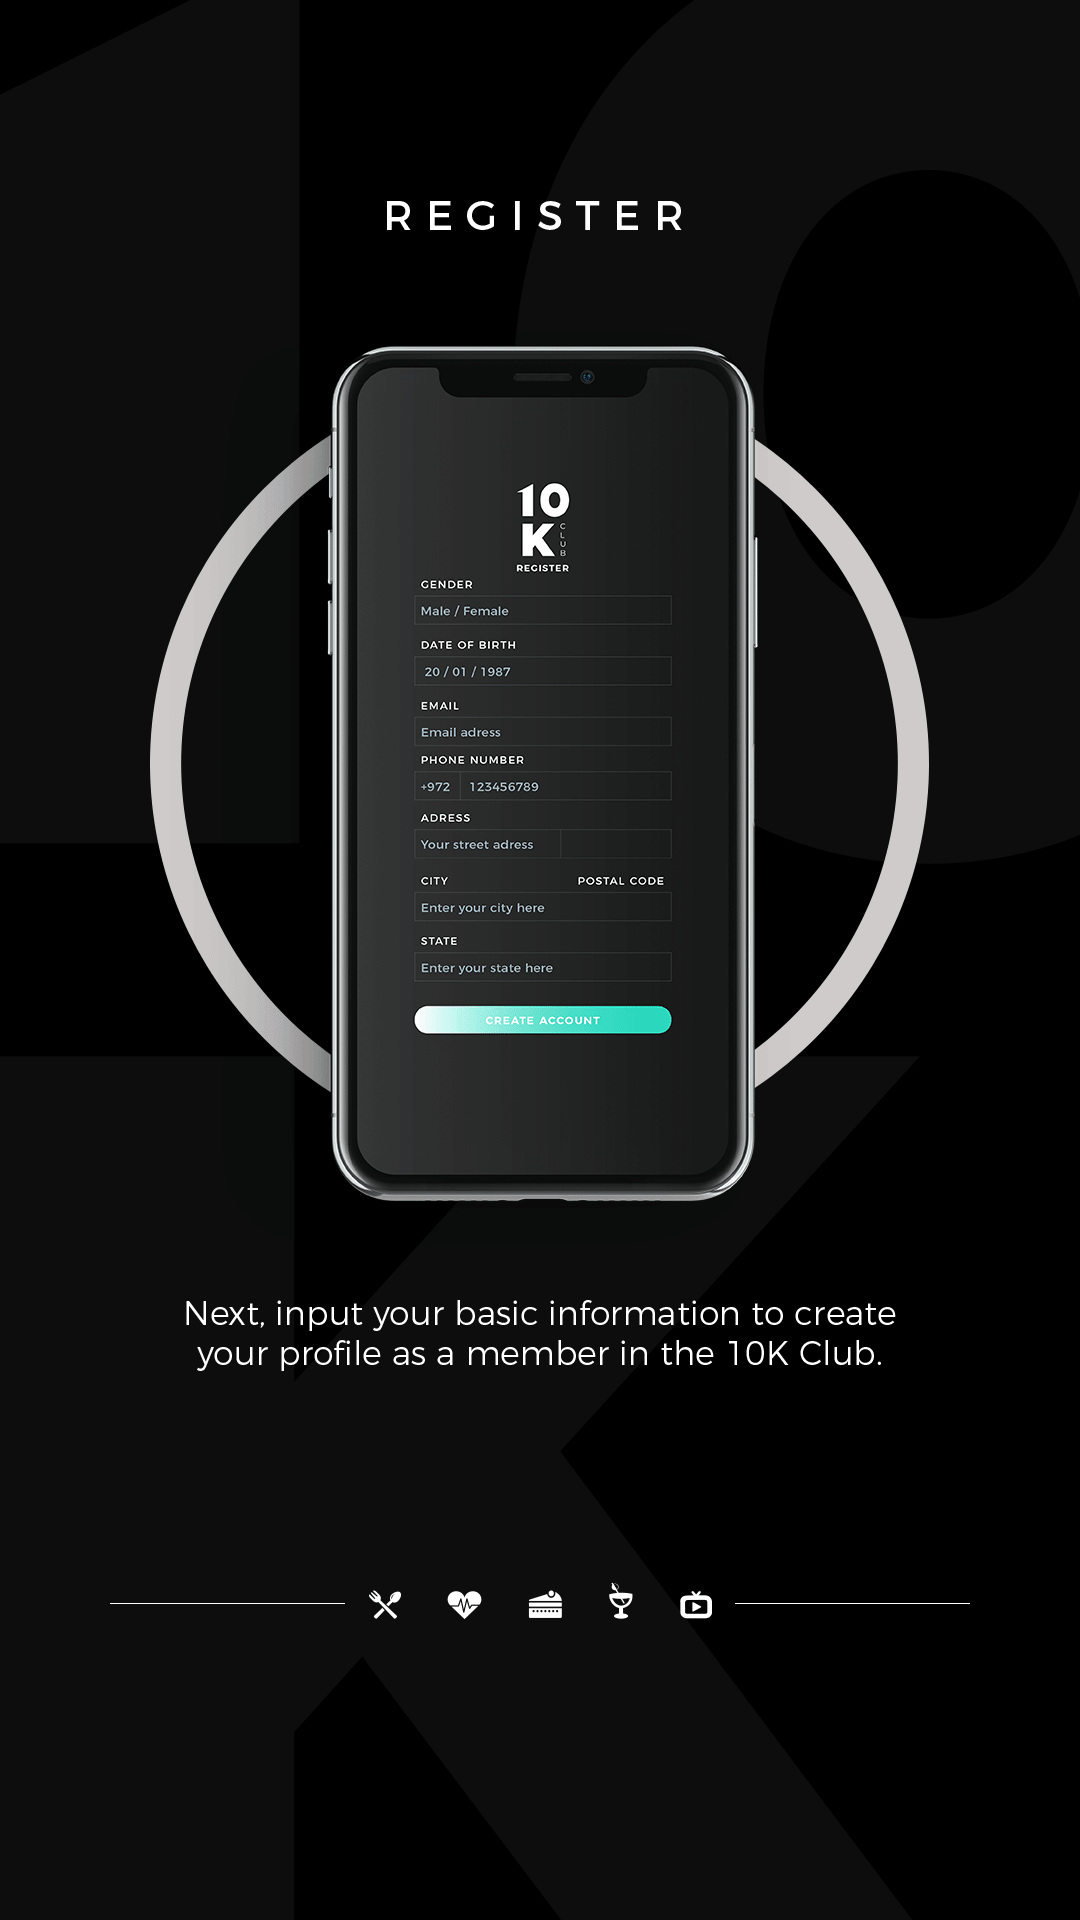 REGISTER
10
K CLUB
REGISTER
GENDER
Male / Female
DATE OF BIRTH
20 / 01 / 1987
EMAIL
Email adress
PHONE NUMBER
+972 123456789
ADRESS
Your street adress
CITY POSTAL CODE
Enter your city here
STATE
Enter your state here
CREATE ACCOUNT
Next, input your basic information to create
your profile as a member in the 10K Club.